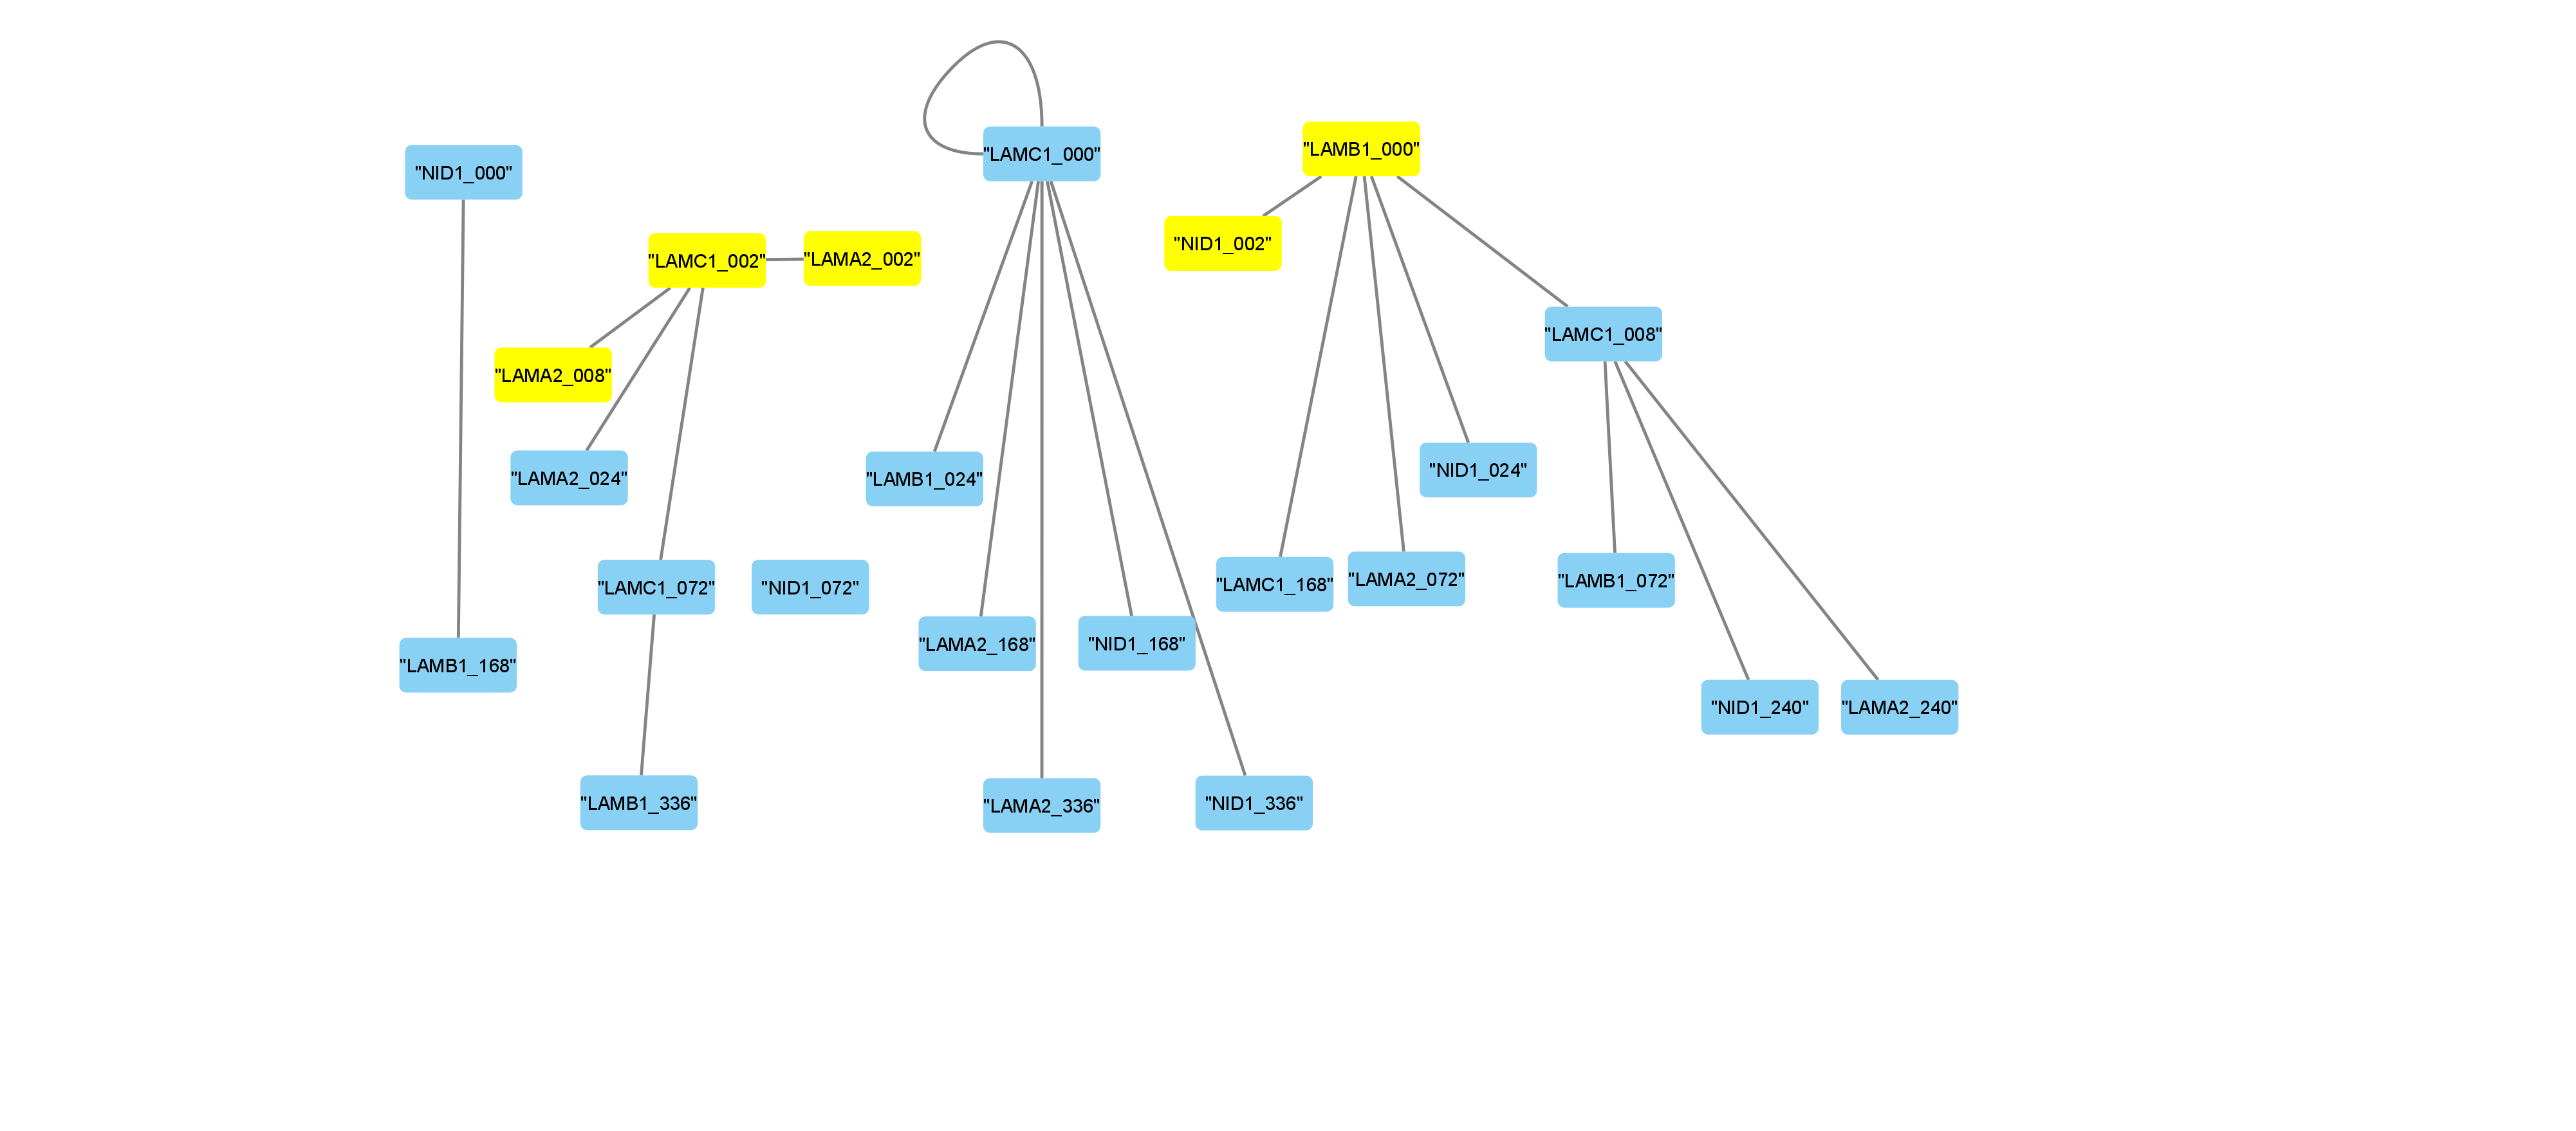 "LAMB1_000"
"LAMC1_000"
"NID1_000"
"NID1_002"
"LAMC1_002"
"LAMA2_002"
"LAMC1_008"
"LAMA2_008"
"NID1_024"
"LAMA2_024"
"LAMB1_024"
"LAMC1_168"
"LAMA2_072"
"LAMB1_072"
"LAMC1_072"
"NID1_072"
"LAMA2_168"
"NID1_168"
"LAMB1_168"
"NID1_240"
"LAMA2_240"
"LAMB1_336"
"LAMA2_336"
"NID1_336"